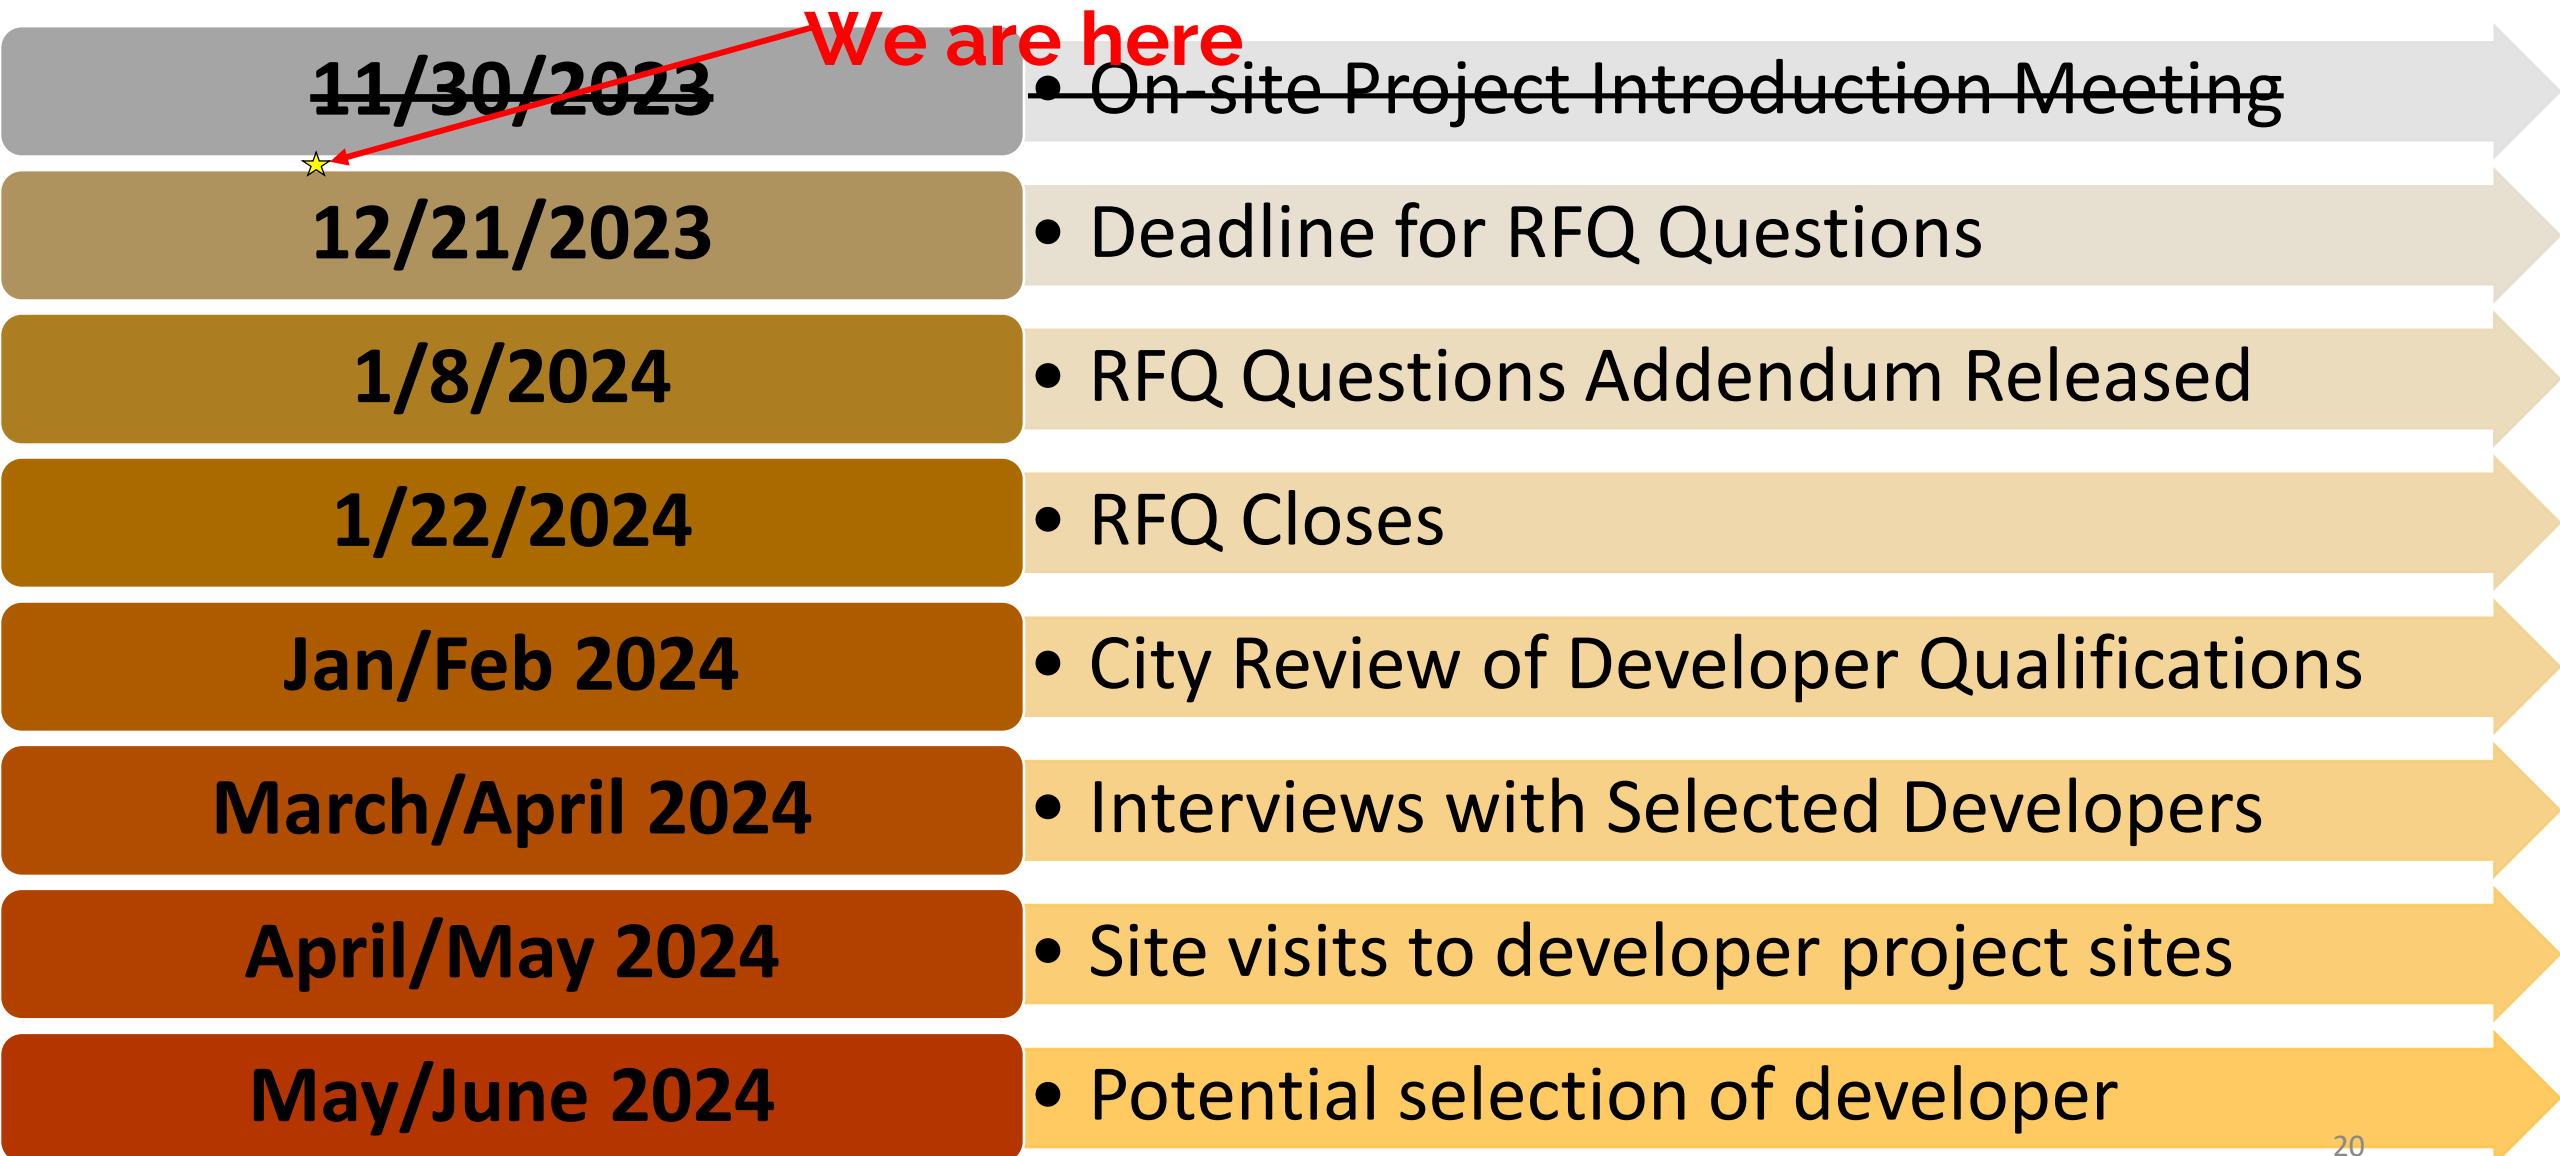 We are here
11/30/2023
• On-site Project Introduction Meeting
12/21/2023
• Deadline for RFQ Questions
1/8/2024
• RFQ Questions Addendum Released
1/22/2024
• RFQ Closes
Jan/Feb 2024
• City Review of Developer Qualifications
March/April 2024
• Interviews with Selected Developers
April/May 2024
• Site visits to developer project sites
May/June 2024
• Potential selection of developer
20